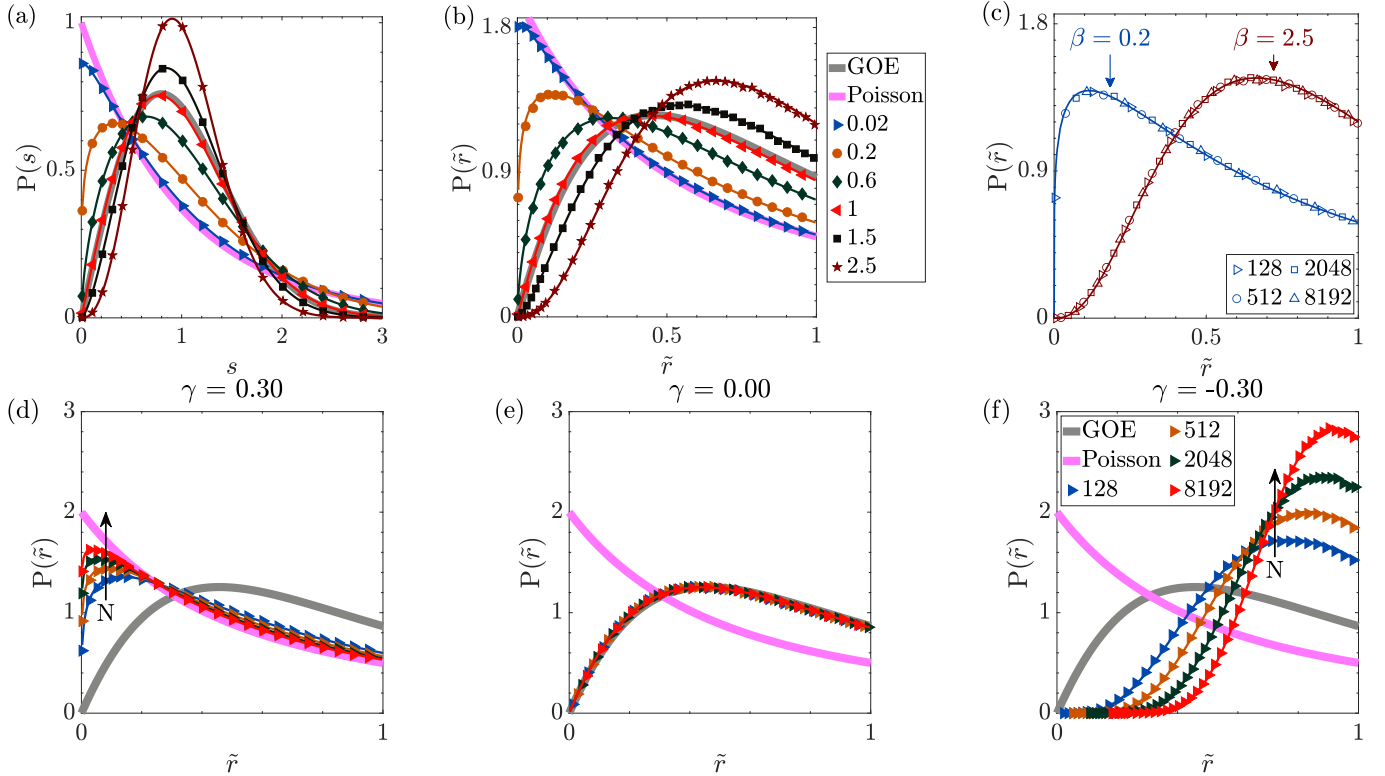 (a)
P(s)
1
0.5
0
0 1 2 3
s
(b)
P(r̃)
1.8
0.9
0
0 0.5 1
r̃
GOE
Poisson
0.02
0.2
0.6
1
1.5
2.5
(c)
P(r̃)
1.8
0.9
0
0 0.5 1
r̃
β = 0.2
β = 2.5
128 2048
512 8192
γ = 0.30
(d)
P(r̃)
3
2
1
0
0 1
r̃
N
γ = 0.00
(e)
P(r̃)
3
2
1
0
0 1
r̃
γ = -0.30
(f)
P(r̃)
3
2
1
0
0 1
r̃
GOE 512
Poisson 2048
128 8192
N